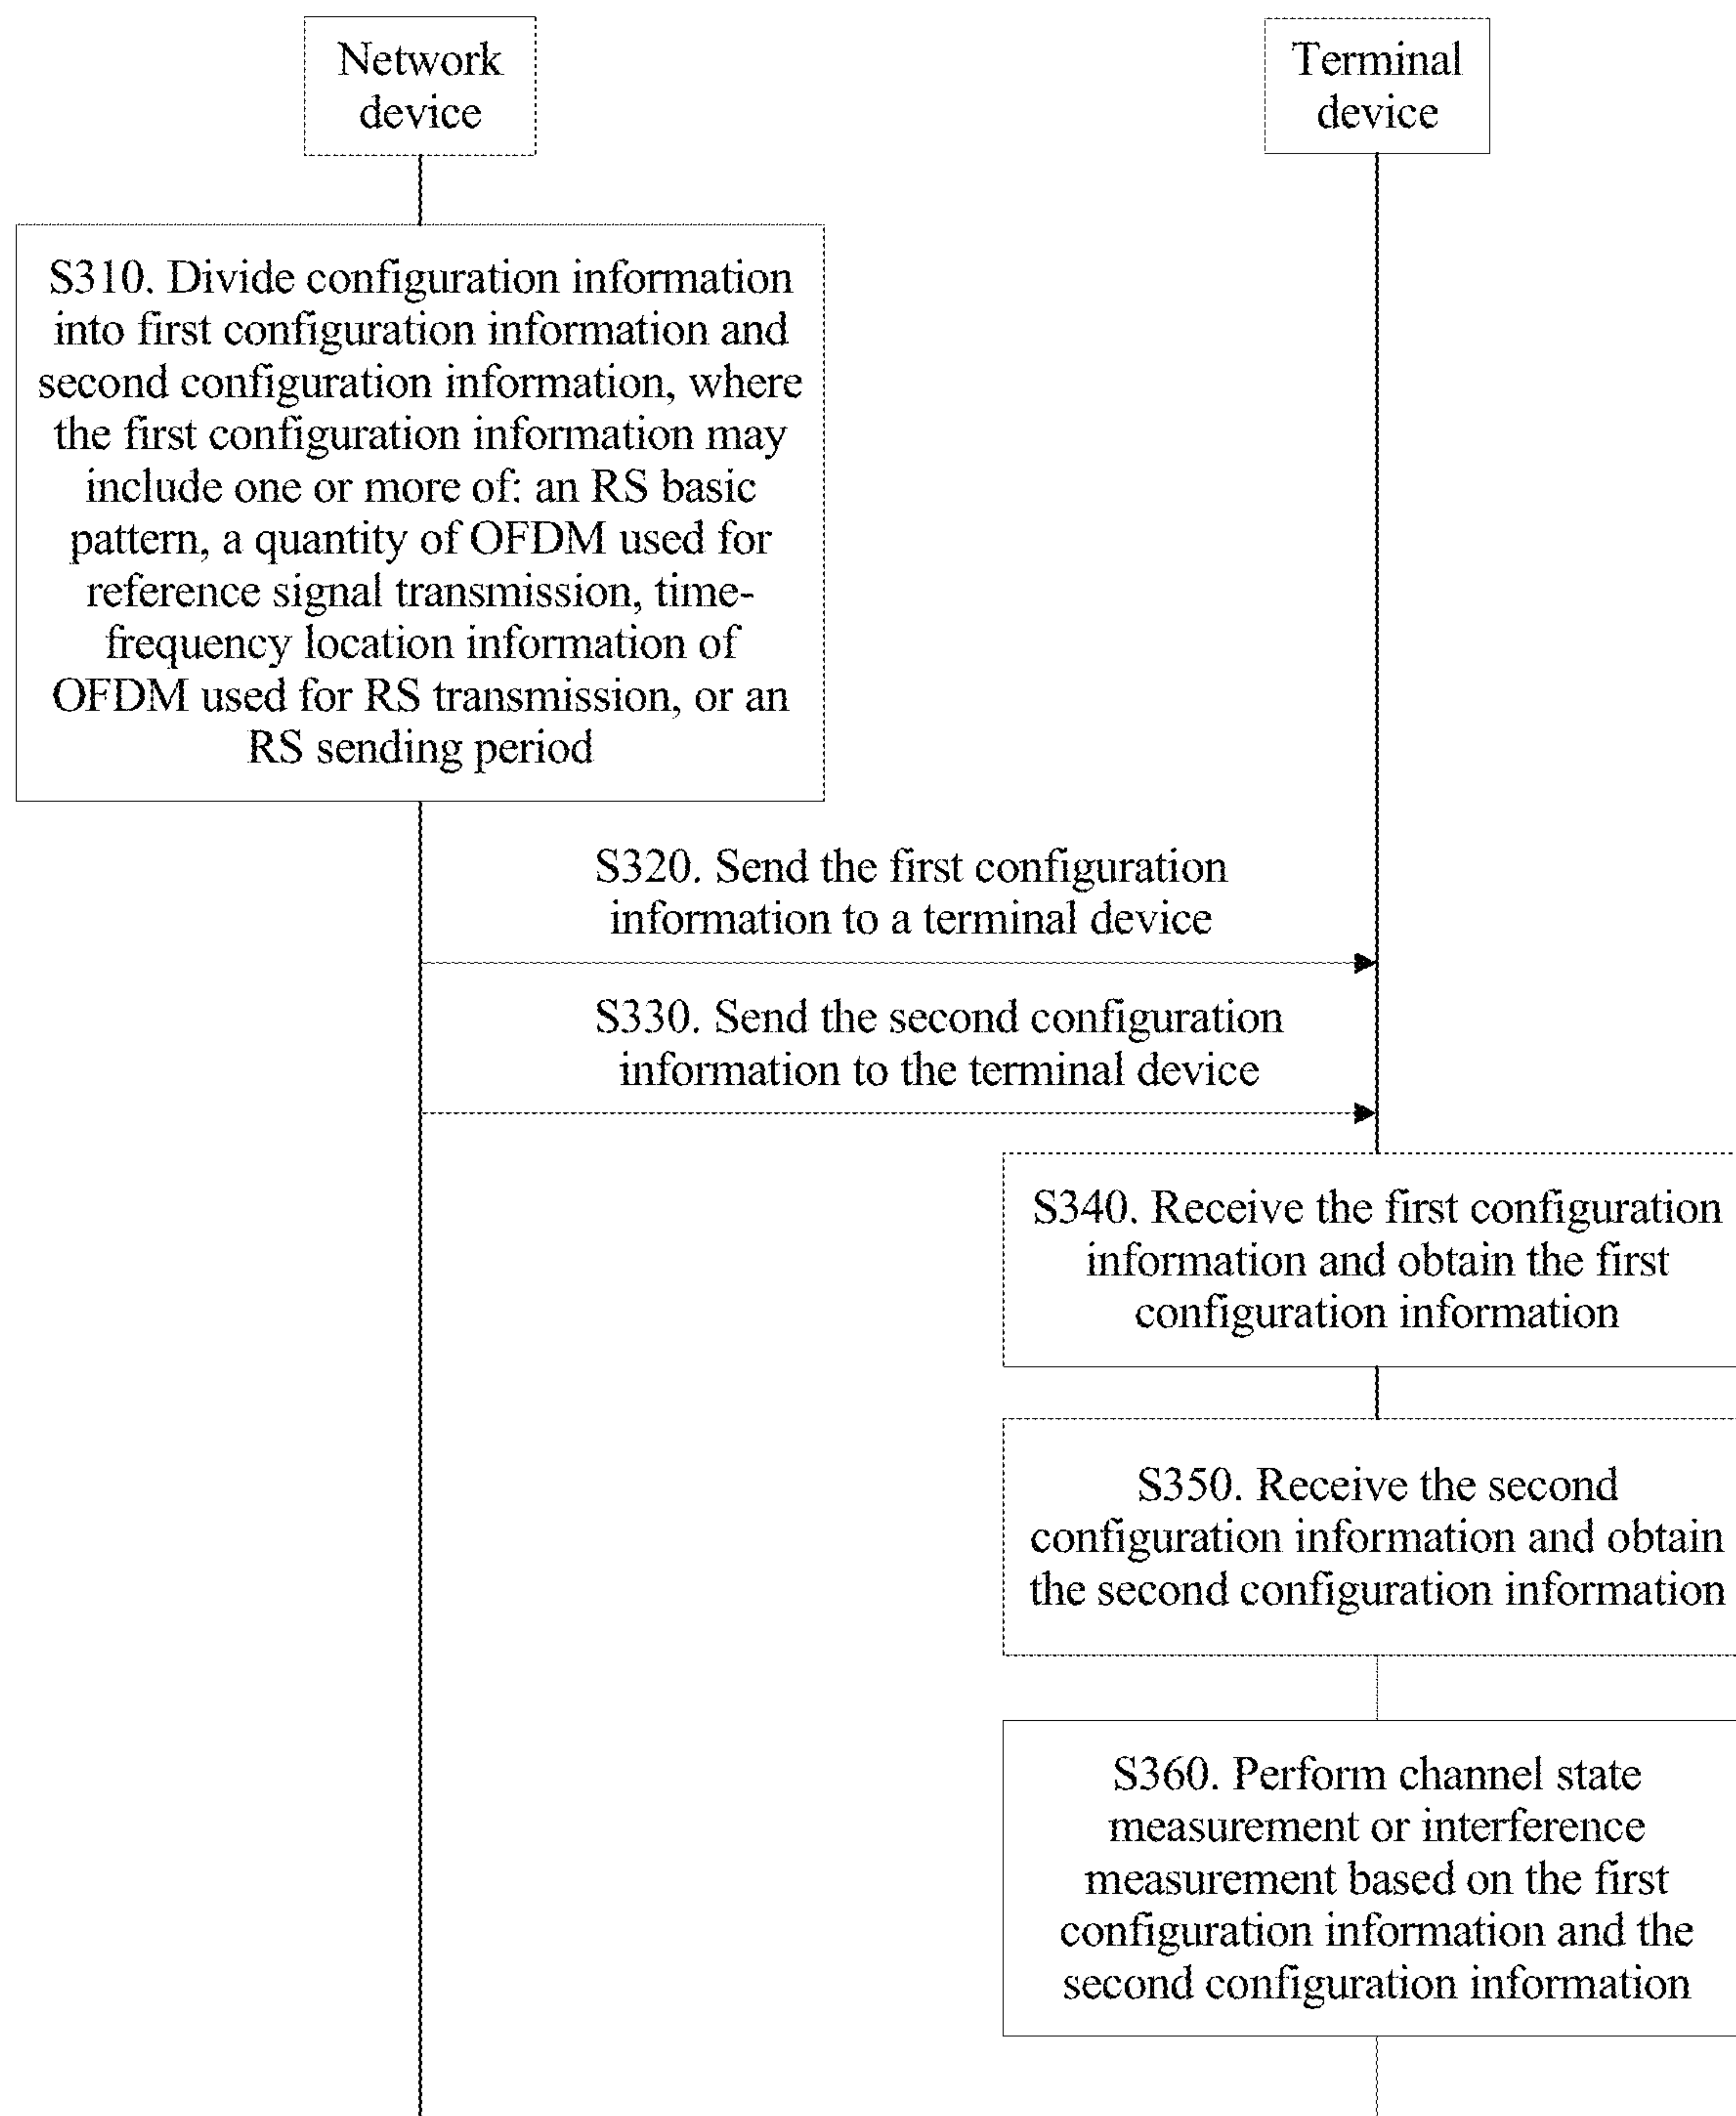 Network
device
Terminal
device
S310. Divide configuration information
into first configuration information and
second configuration information, where
the first configuration information may
include one or more of: an RS basic
pattern, a quantity of OFDM used for
reference signal transmission, time-
frequency location information of
OFDM used for RS transmission, or an
RS sending period
S320. Send the first configuration
information to a terminal device
S330. Send the second configuration
information to the terminal device
S340. Receive the first configuration
information and obtain the first
configuration information
S350. Receive the second
configuration information and obtain
the second configuration information
S360. Perform channel state
measurement or interference
measurement based on the first
configuration information and the
second configuration information